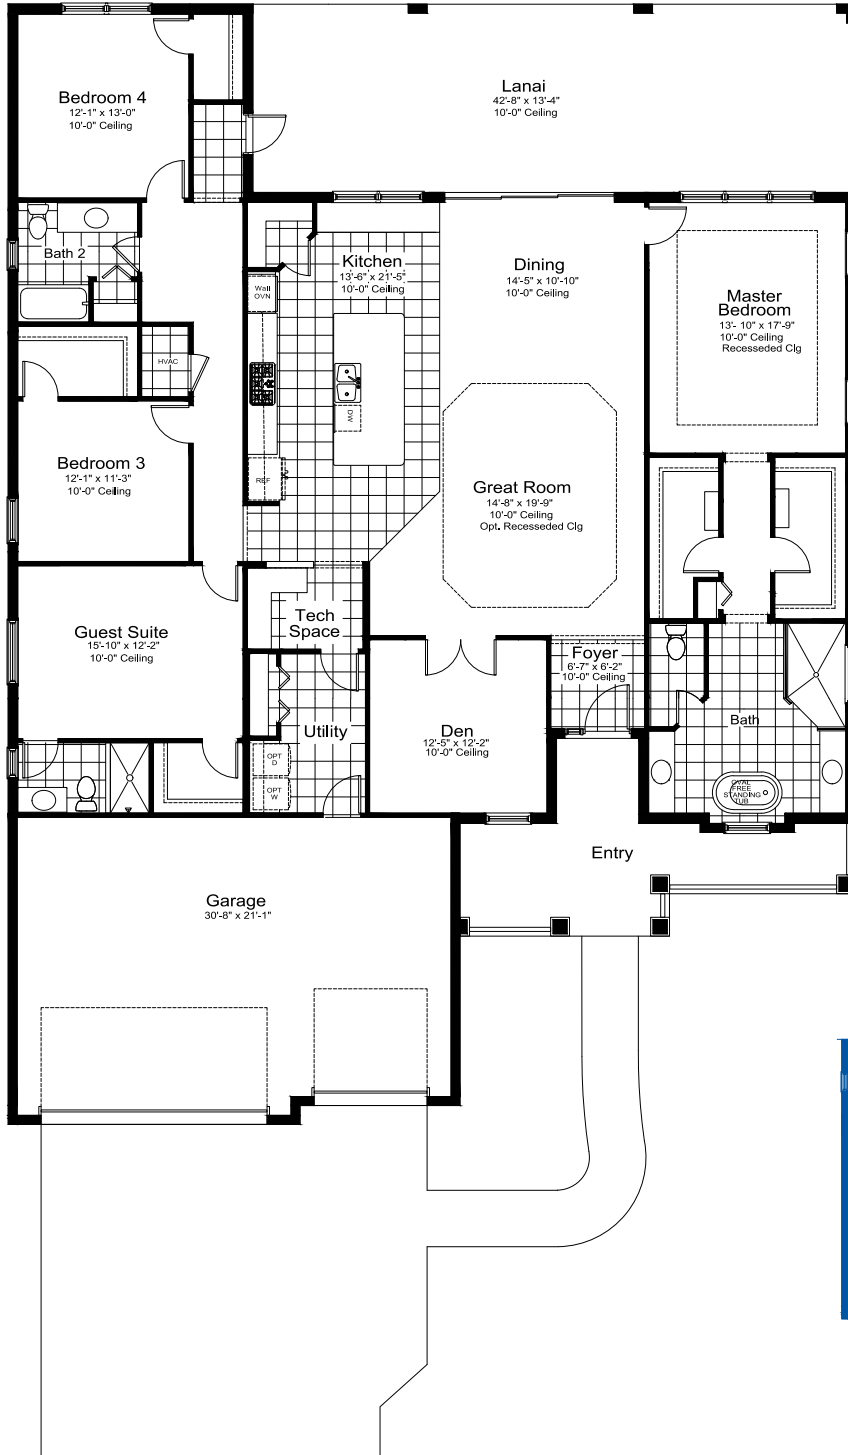 Bedroom 4
12'-1" x 13'-0"
10'-0" Ceiling
Lanai
42'-8" x 13'-4"
10'-0" Ceiling
Bath 2
Kitchen
13'-6" x 21'-5"
10'-0" Ceiling
Dining
14'-5" x 10'-10"
10'-0" Ceiling
Wall
OVN
Master
Bedroom
13'- 10" x 17'-9"
10'-0" Ceiling
Recesseded Clg
HVAC
DW
Bedroom 3
12'-1" x 11'-3"
10'-0" Ceiling
REF
Great Room
14'-8" x 19'-9"
10'-0" Ceiling
Opt. Recesseded Clg
Guest Suite
15'-10" x 12'-2"
10'-0" Ceiling
Tech
Space
Foyer
6'-7" x 6'-2"
10'-0" Ceiling
Utility
Den
12'-5" x 12'-2"
10'-0" Ceiling
Bath
OPT
D
OPT
W
OVAL
FREE
STANDING
TUB
Entry
Garage
30'-8" x 21'-1"